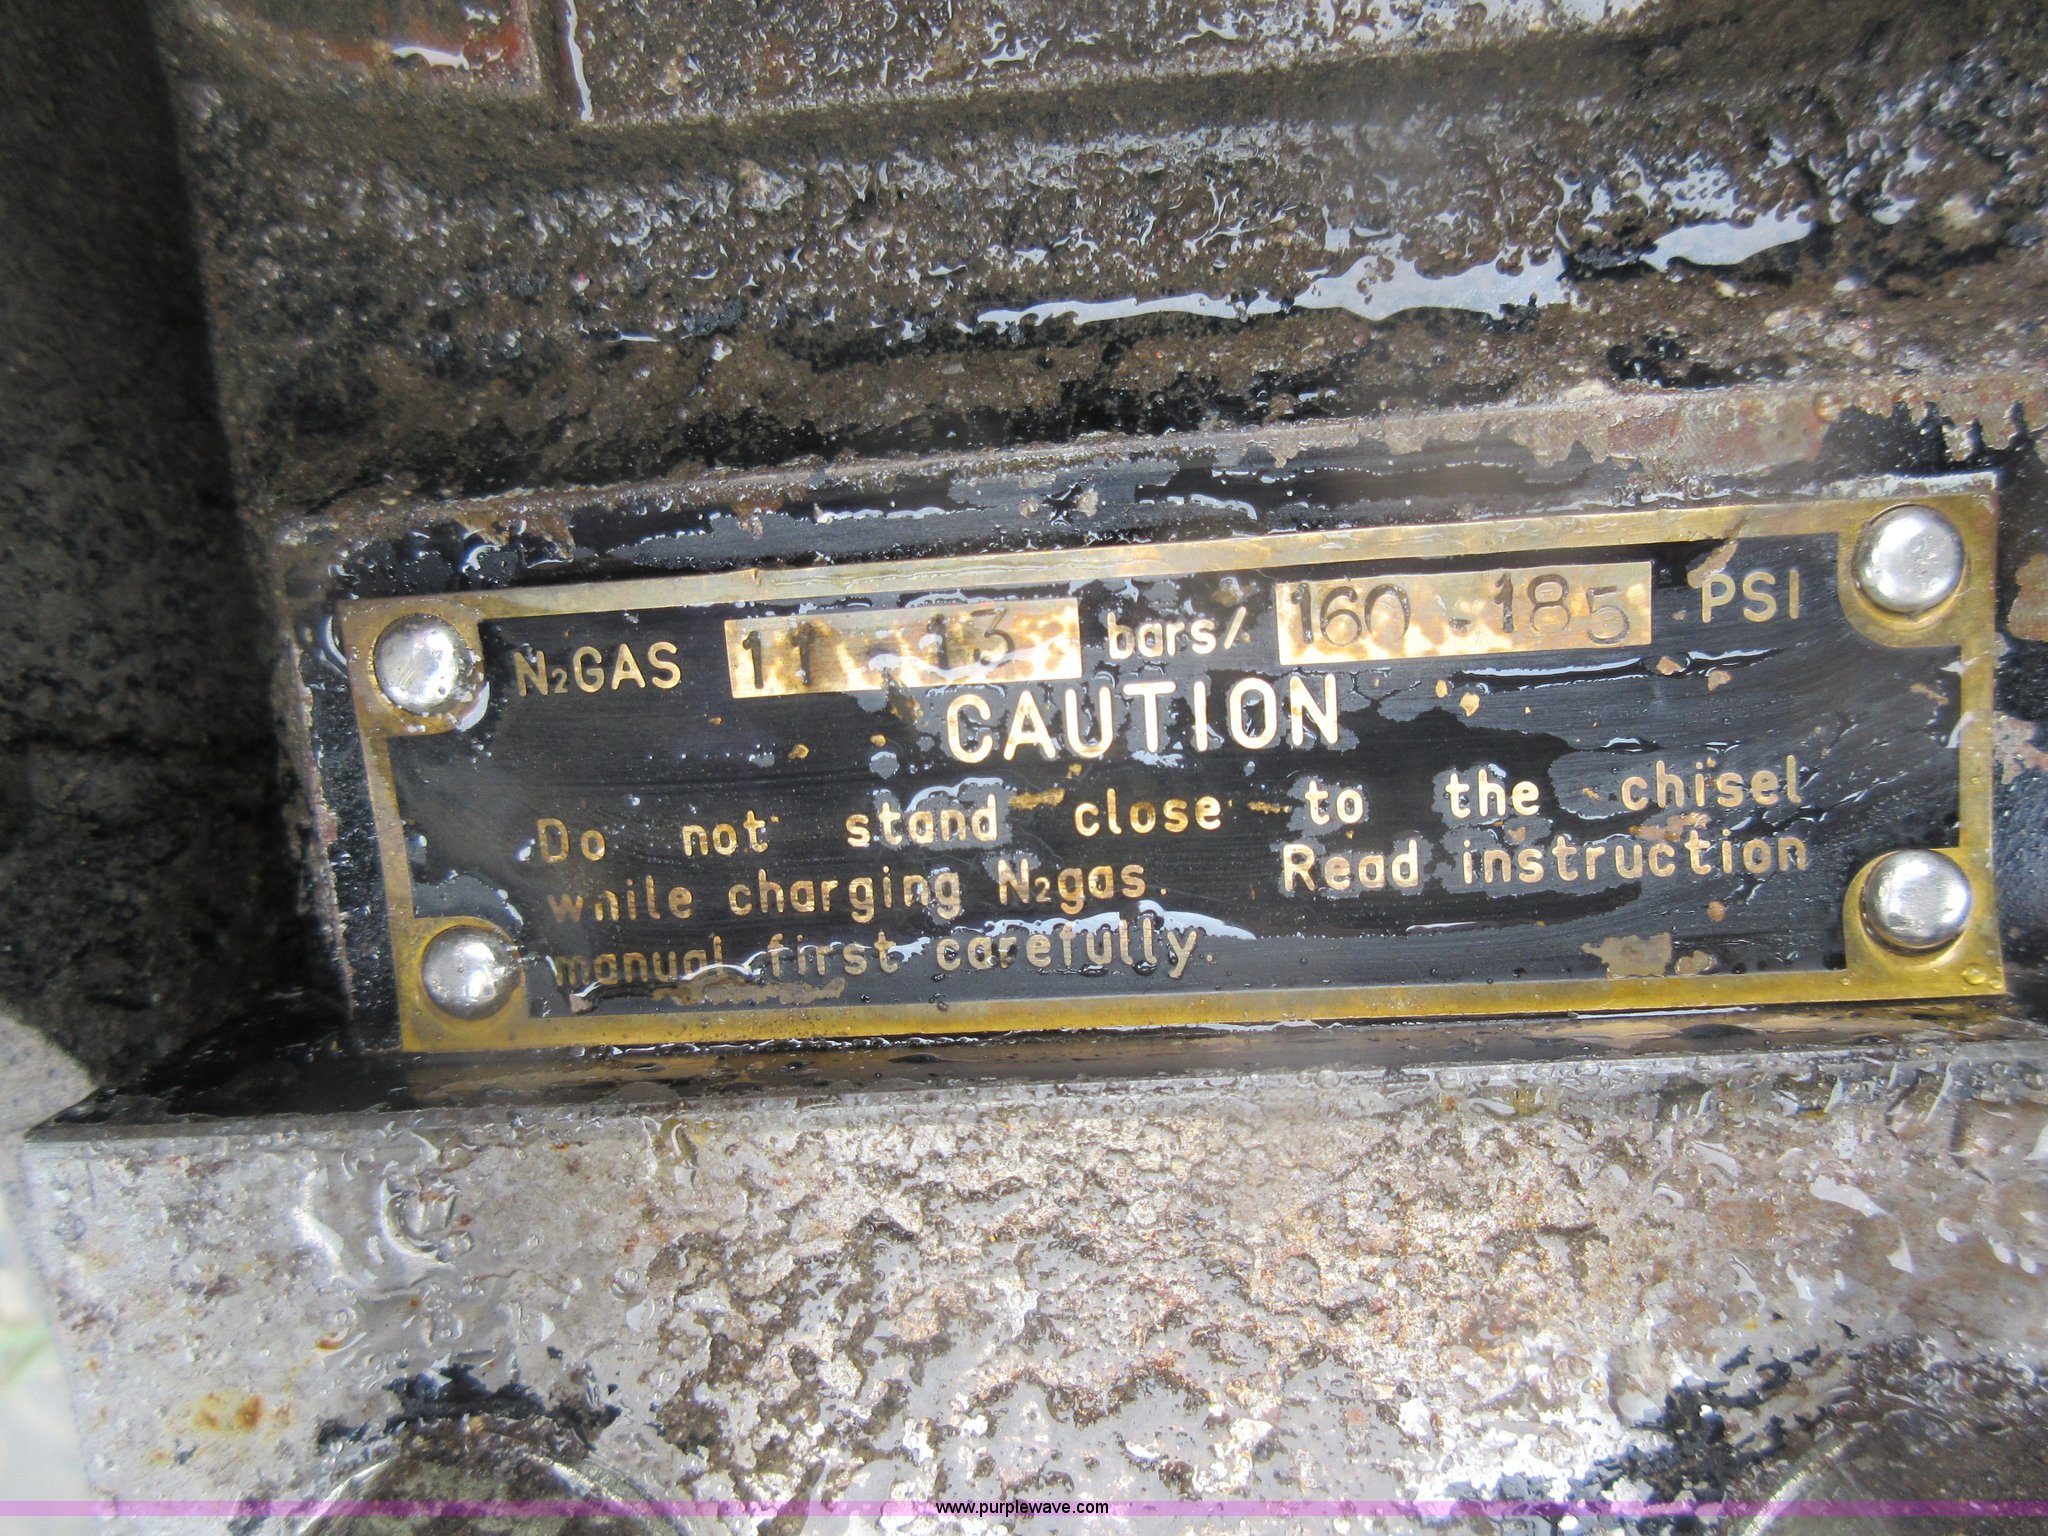 N₂GAS 11 - 13 bars/ 160 - 185 PSI
CAUTION
Do not stand close to the chisel
while charging N₂gas. Read instruction
manual first carefully.
www.purplewave.com